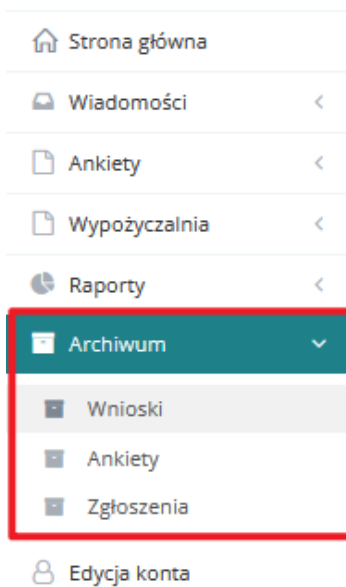 Strona główna
Wiadomości
Ankiety
Wypożyczalnia
Raporty
Archiwum
Wnioski
Ankiety
Zgłoszenia
Edycja konta